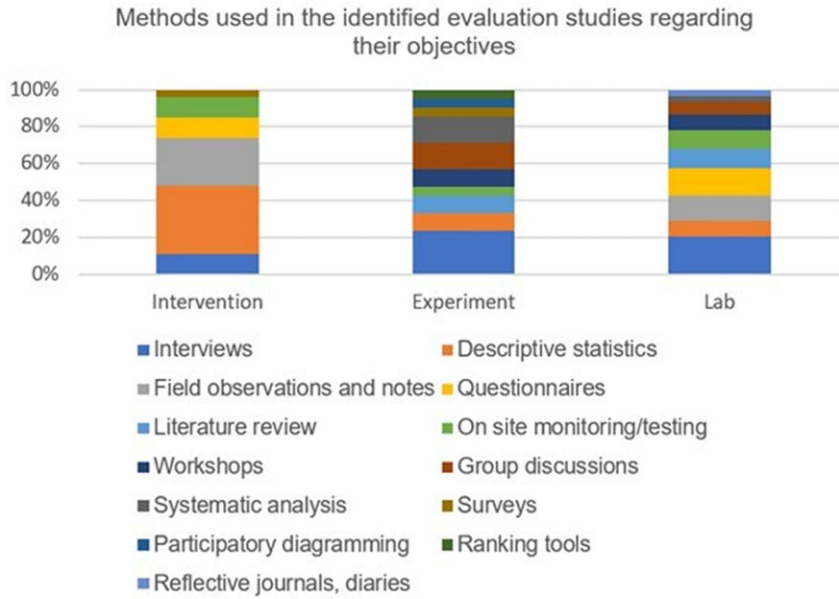 Methods used in the identified evaluation studies regarding
their objectives
100%
80%
60%
40%
20%
0%
Intervention Experiment Lab
Interviews Descriptive statistics
Field observations and notes Questionnaires
Literature review On site monitoring/testing
Workshops Group discussions
Systematic analysis Surveys
Participatory diagramming Ranking tools
Reflective journals, diaries